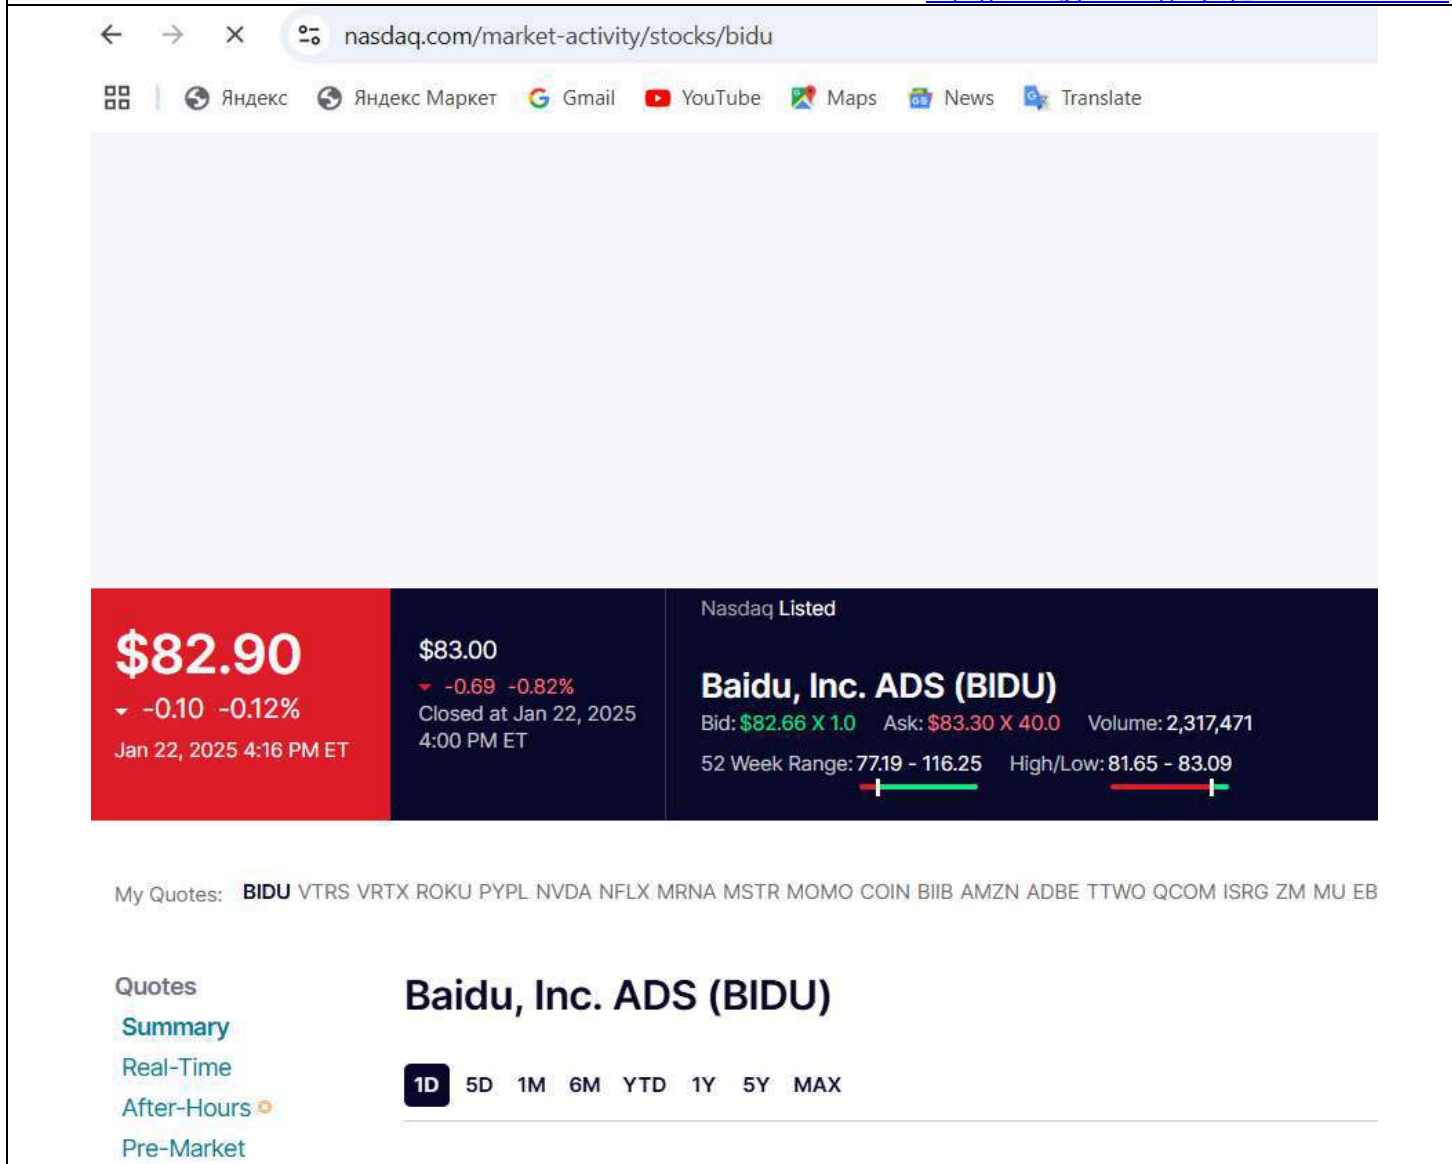 nasdaq.com/market-activity/stocks/bidu
Яндекс Яндекс Маркет Gmail YouTube Maps News Translate
$82.90
-0.10 -0.12%
Jan 22, 2025 4:16 PM ET
$83.00
-0.69 -0.82%
Closed at Jan 22, 2025
4:00 PM ET
Nasdaq Listed
Baidu, Inc. ADS (BIDU)
Bid: $82.66 X 1.0 Ask: $83.30 X 40.0 Volume: 2,317,471
52 Week Range: 77.19 - 116.25 High/Low: 81.65 - 83.09
My Quotes: BIDU VTRS VRTX ROKU PYPL NVDA NFLX MRNA MSTR MOMO COIN BIIB AMZN ADBE TTWO QCOM ISRG ZM MU EB
Quotes
Summary
Real-Time
After-Hours
Pre-Market
Baidu, Inc. ADS (BIDU)
1D 5D 1M 6M YTD 1Y 5Y MAX